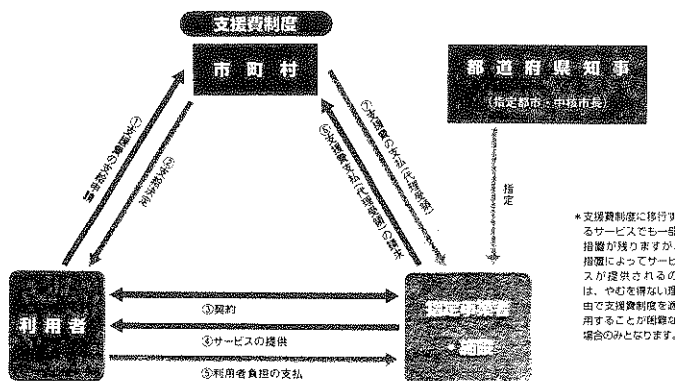 支援費制度
市町村
都道府県知事
(指定都市・中核市長)
①支援費の支給申請
②支給決定
⑦支援費の支払(代理受領)
⑥支援費支払(代理受領)の請求
指定
利用者
③契約
④サービスの提供
⑤利用者負担の支払
指定事業者
・施設
*支援費制度に移行す
るサービスでも一部
措置が残りますが、
措置によってサービ
スが提供されるの
は、やむを得ない理
由で支援費制度を適
用することが困難な
場合のみとなります。